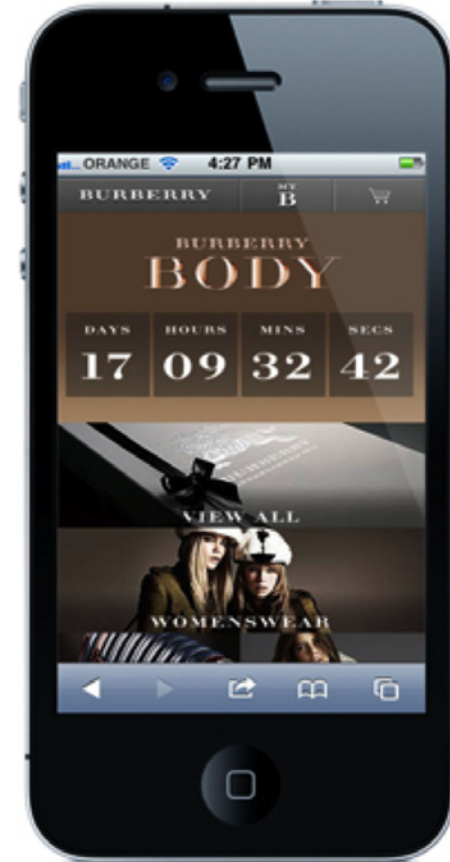 ORANGE 4:27 PM
BURBERRY MY B
BURBERRY
BODY
DAYS HOURS MINS SECS
17 09 32 42
BURBERRY
VIEW ALL
WOMENSWEAR